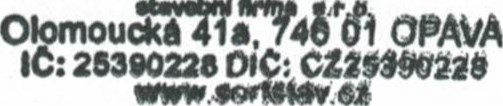 stavební firma s.r.o.
Olomoucká 41a, 746 01 OPAVA
IČ: 25390228 DIČ: CZ25390228